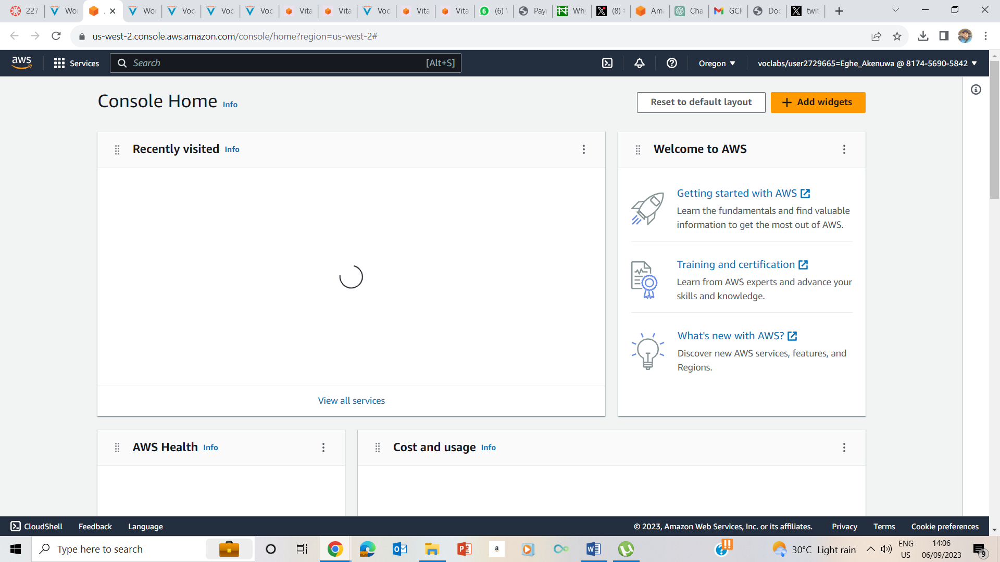 227
Wor
Wor
Voc
Voc
Voc
Vita
Vita
Voc
Vita
Vita
(6)
Payr
Why
(8)
Ama
Cha
GCK
Doc
twit
us-west-2.console.aws.amazon.com/console/home?region=us-west-2#
aws
Services
Search
[Alt+S]
Oregon
voclabs/user2729665=Eghe_Akenuwa @ 8174-5690-5842
Console Home Info
Reset to default layout
Add widgets
Recently visited Info
Welcome to AWS
Getting started with AWS
Learn the fundamentals and find valuable
information to get the most out of AWS.
Training and certification
Learn from AWS experts and advance your
skills and knowledge.
What's new with AWS?
Discover new AWS services, features, and
Regions.
View all services
AWS Health Info
Cost and usage Info
CloudShell
Feedback
Language
© 2023, Amazon Web Services, Inc. or its affiliates.
Privacy
Terms
Cookie preferences
Type here to search
30°C Light rain
ENG
US
14:06
06/09/2023
9